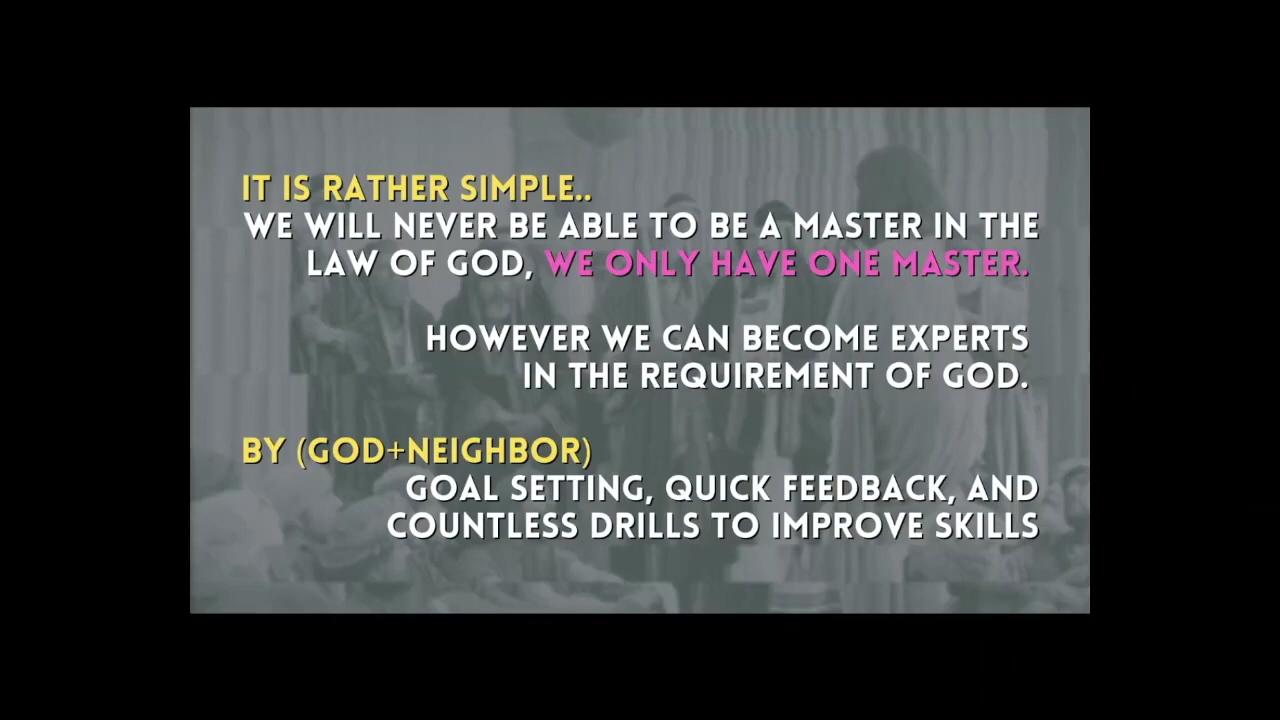 IT IS RATHER SIMPLE..
WE WILL NEVER BE ABLE TO BE A MASTER IN THE
LAW OF GOD, WE ONLY HAVE ONE MASTER.
HOWEVER WE CAN BECOME EXPERTS
IN THE REQUIREMENT OF GOD.
BY (GOD+NEIGHBOR)
GOAL SETTING, QUICK FEEDBACK, AND
COUNTLESS DRILLS TO IMPROVE SKILLS